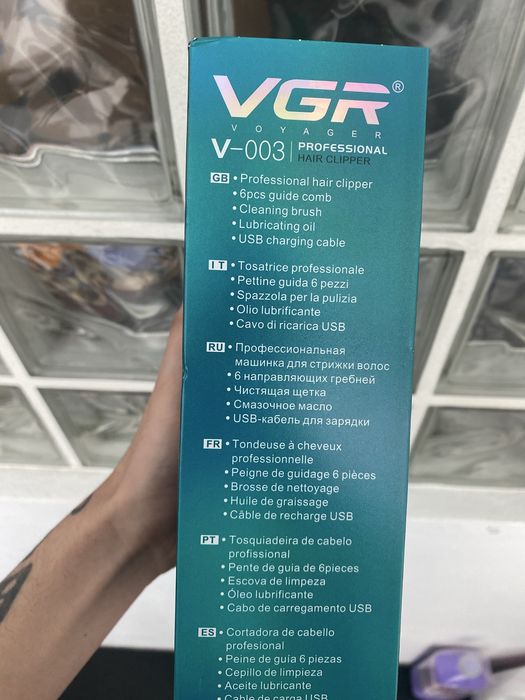 VGR®
VOYAGER
V-003 PROFESSIONAL
HAIR CLIPPER
GB • Professional hair clipper
• 6pcs guide comb
• Cleaning brush
• Lubricating oil
• USB charging cable
IT • Tosatrice professionale
• Pettine guida 6 pezzi
• Spazzola per la pulizia
• Olio lubrificante
• Cavo di ricarica USB
RU • Профессиональная
машинка для стрижки волос
• 6 направляющих гребней
• Чистящая щетка
• Смазочное масло
• USB-кабель для зарядки
FR • Tondeuse à cheveux
professionnelle
• Peigne de guidage 6 pièces
• Brosse de nettoyage
• Huile de graissage
• Câble de recharge USB
PT • Tosquiadeira de cabelo
profissional
• Pente de guia de 6pieces
• Escova de limpeza
• Óleo lubrificante
• Cabo de carregamento USB
ES • Cortadora de cabello
profesional
• Peine de guía 6 piezas
• Cepillo de limpieza
• Aceite lubricante
• Cable de carga USB